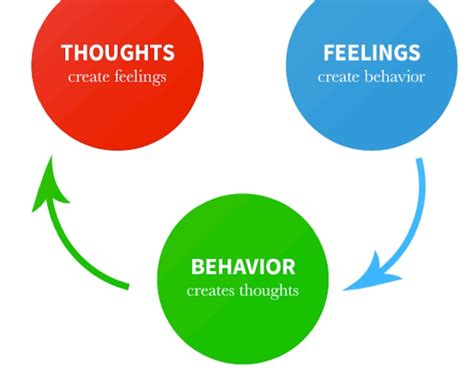 THOUGHTS
create feelings
FEELINGS
create behavior
BEHAVIOR
creates thoughts